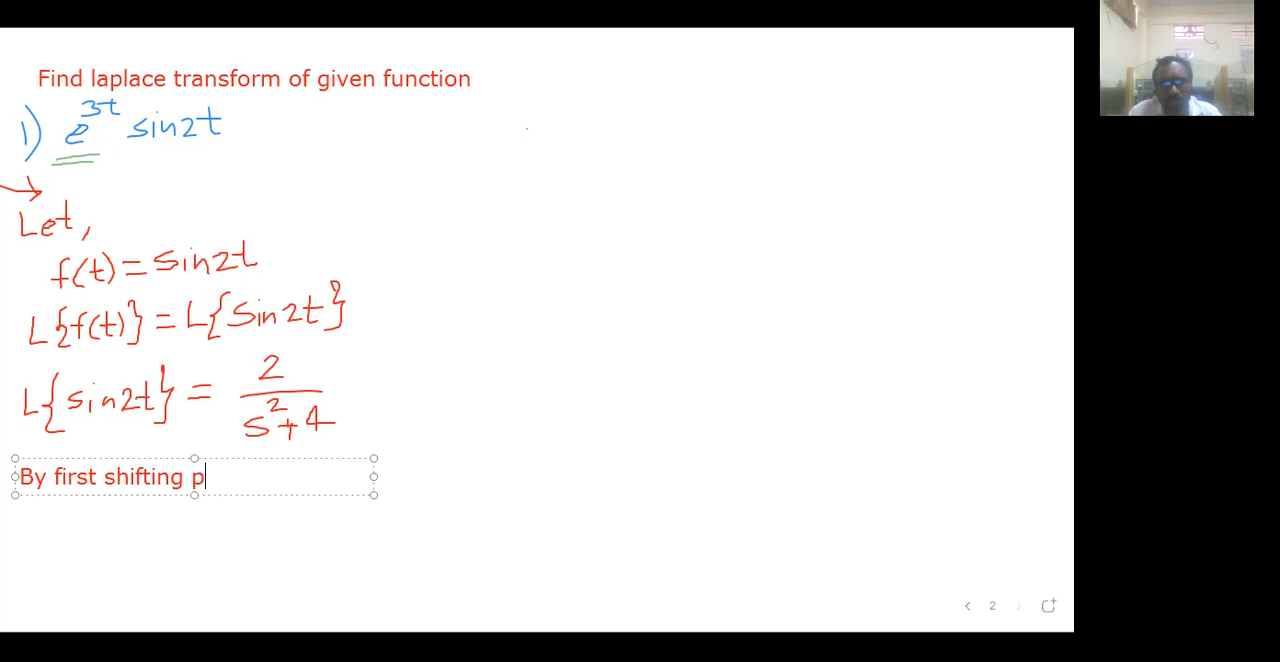 Find laplace transform of given function
1) e^3t sin2t
Let,
f(t) = sin2t
L{f(t)} = L{sin2t}
L{sin2t} = 2/(s^2+4)
By first shifting p
2